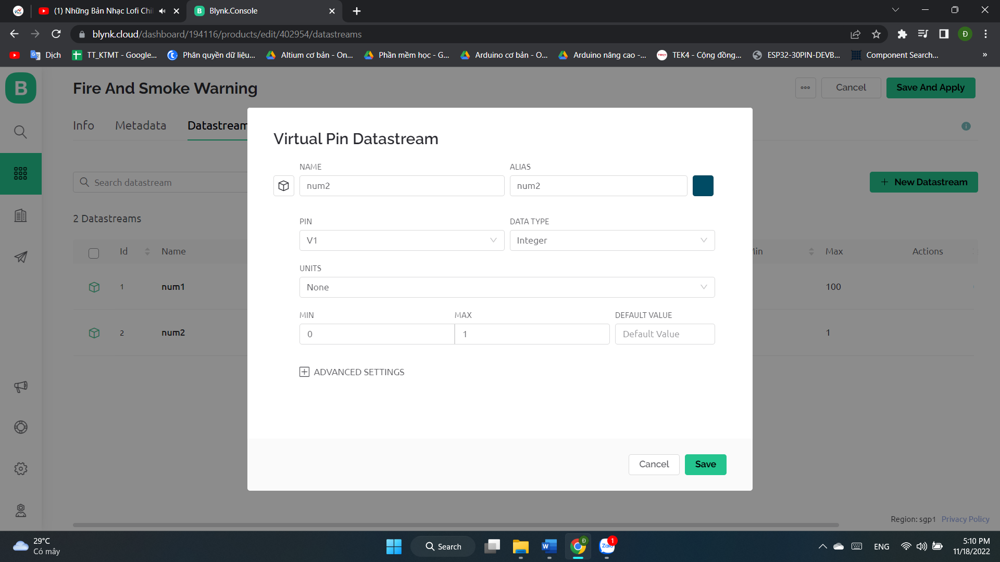 (1) Những Bản Nhạc Lofi Chil
B Blynk.Console
blynk.cloud/dashboard/194116/products/edit/402954/datastreams
Đ
Dịch
TT_KTMT - Google...
Phân quyền dữ liệu...
Altium cơ bản - On...
Phần mềm học - G...
Arduino cơ bản - O...
Arduino nâng cao -...
TEK4 - Cộng đồng...
ESP32-30PIN-DEVB...
Component Search...
»
B
Fire And Smoke Warning
Cancel
Save And Apply
Info
Metadata
Datastream
Search datastream
+ New Datastream
2 Datastreams
Id
Name
Min
Max
Actions
1
num1
100
2
num2
1
Virtual Pin Datastream
NAME
ALIAS
num2
num2
PIN
DATA TYPE
V1
Integer
UNITS
None
MIN
MAX
DEFAULT VALUE
0
1
Default Value
ADVANCED SETTINGS
Cancel
Save
Region: sgp1 Privacy Policy
29°C
Có mây
Search
W
Đ
Zalo
1
ENG
5:10 PM
11/18/2022